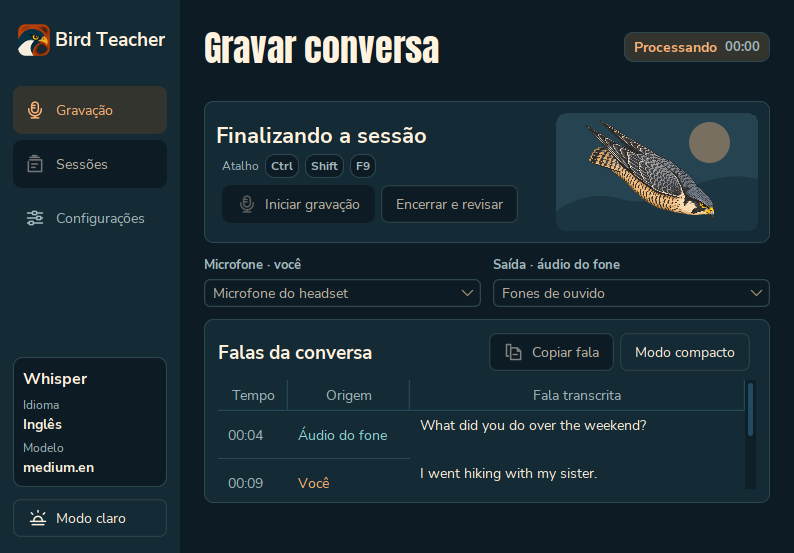 Bird Teacher
Gravação
Sessões
Configurações
Whisper
Idioma
Inglês
Modelo
medium.en
Modo claro
Gravar conversa
Processando 00:00
Finalizando a sessão
Atalho Ctrl Shift F9
Iniciar gravação Encerrar e revisar
Microfone · você Saída · áudio do fone
Microfone do headset Fones de ouvido
Falas da conversa Copiar fala Modo compacto
Tempo Origem Fala transcrita
00:04 Áudio do fone What did you do over the weekend?
00:09 Você I went hiking with my sister.